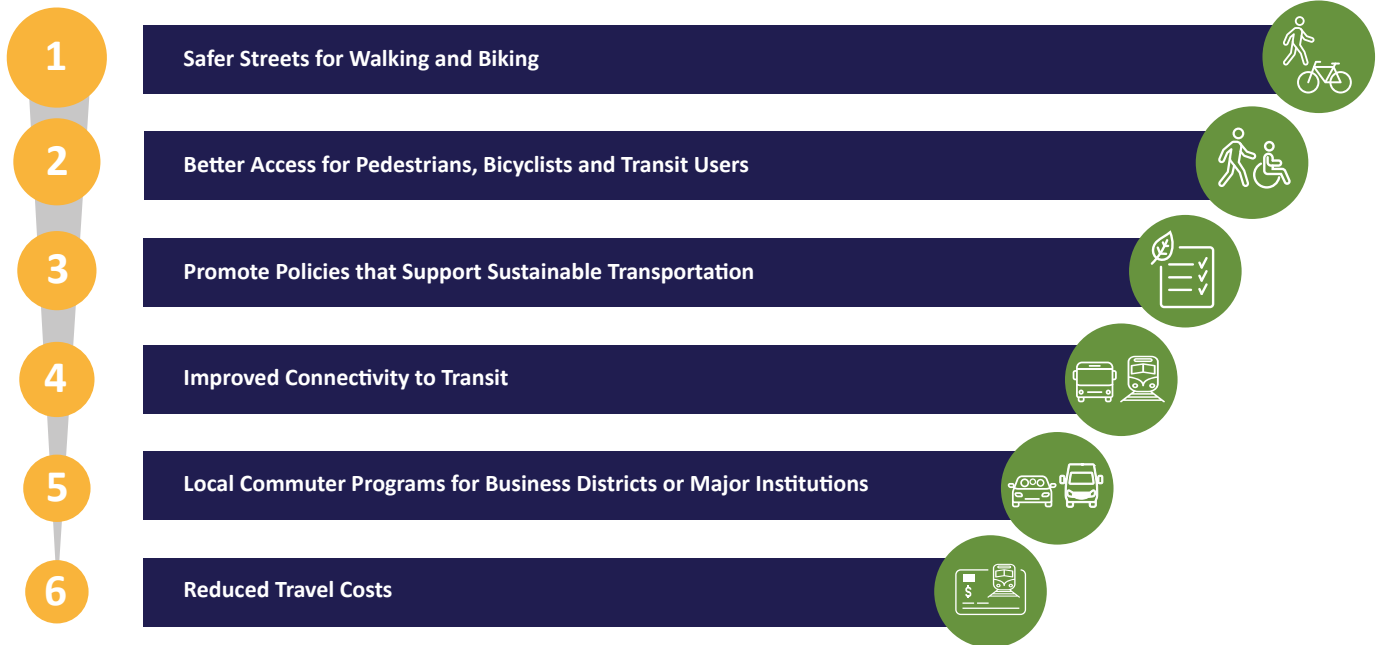 1
Safer Streets for Walking and Biking
2
Better Access for Pedestrians, Bicyclists and Transit Users
3
Promote Policies that Support Sustainable Transportation
4
Improved Connectivity to Transit
5
Local Commuter Programs for Business Districts or Major Institutions
6
Reduced Travel Costs
$